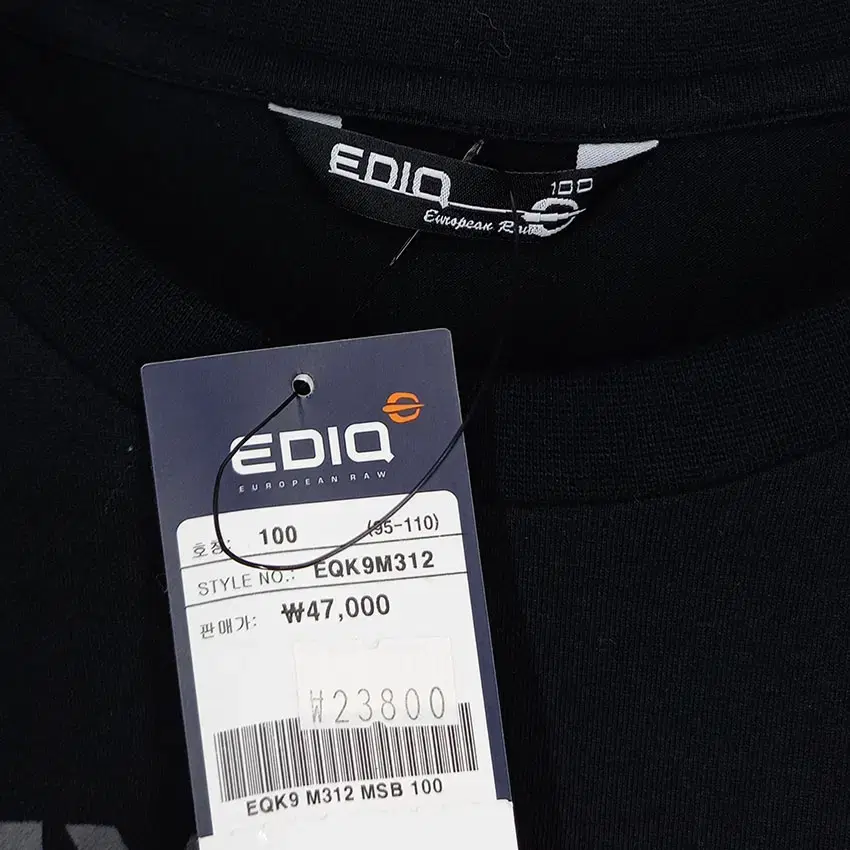 EDIQ
100
European Raw
EDIQ
EUROPEAN RAW
호칭: 100 (95-110)
STYLE NO.: EQK9M312
판매가: ₩47,000
₩23800
EQK9 M312 MSB 100